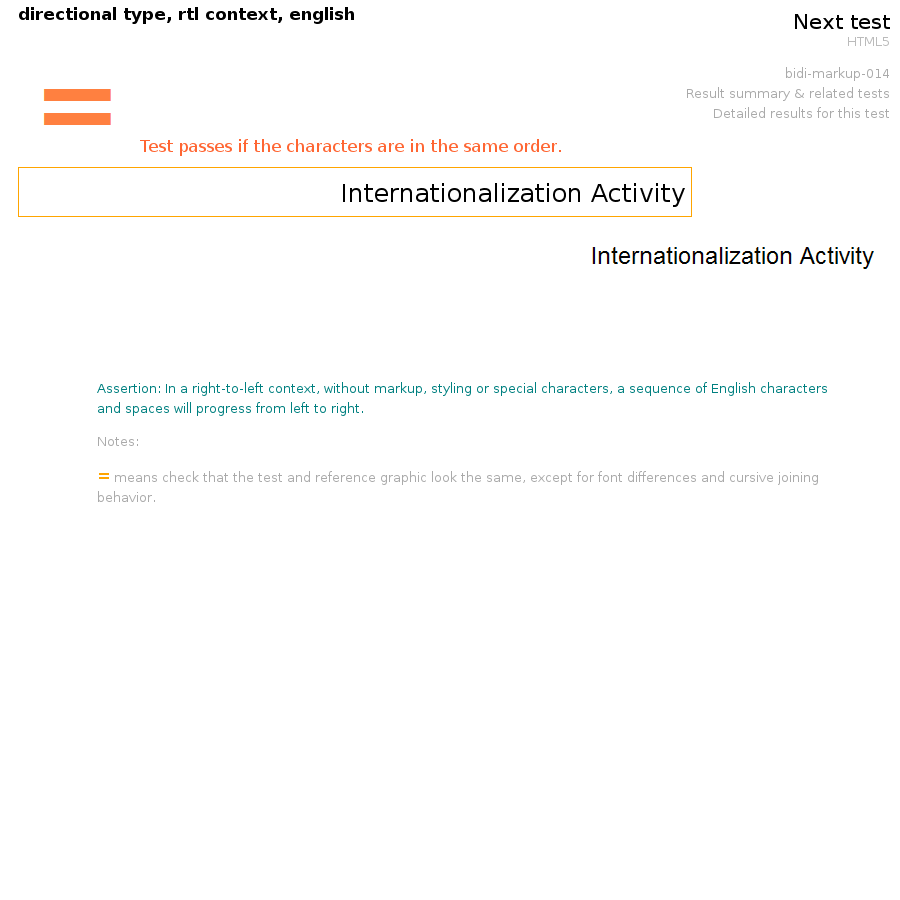 directional type, rtl context, english
Next test
HTML5
bidi-markup-014
Result summary & related tests
Detailed results for this test
=
Test passes if the characters are in the same order.
Internationalization Activity
Internationalization Activity
Assertion: In a right-to-left context, without markup, styling or special characters, a sequence of English characters
and spaces will progress from left to right.
Notes:
= means check that the test and reference graphic look the same, except for font differences and cursive joining
behavior.